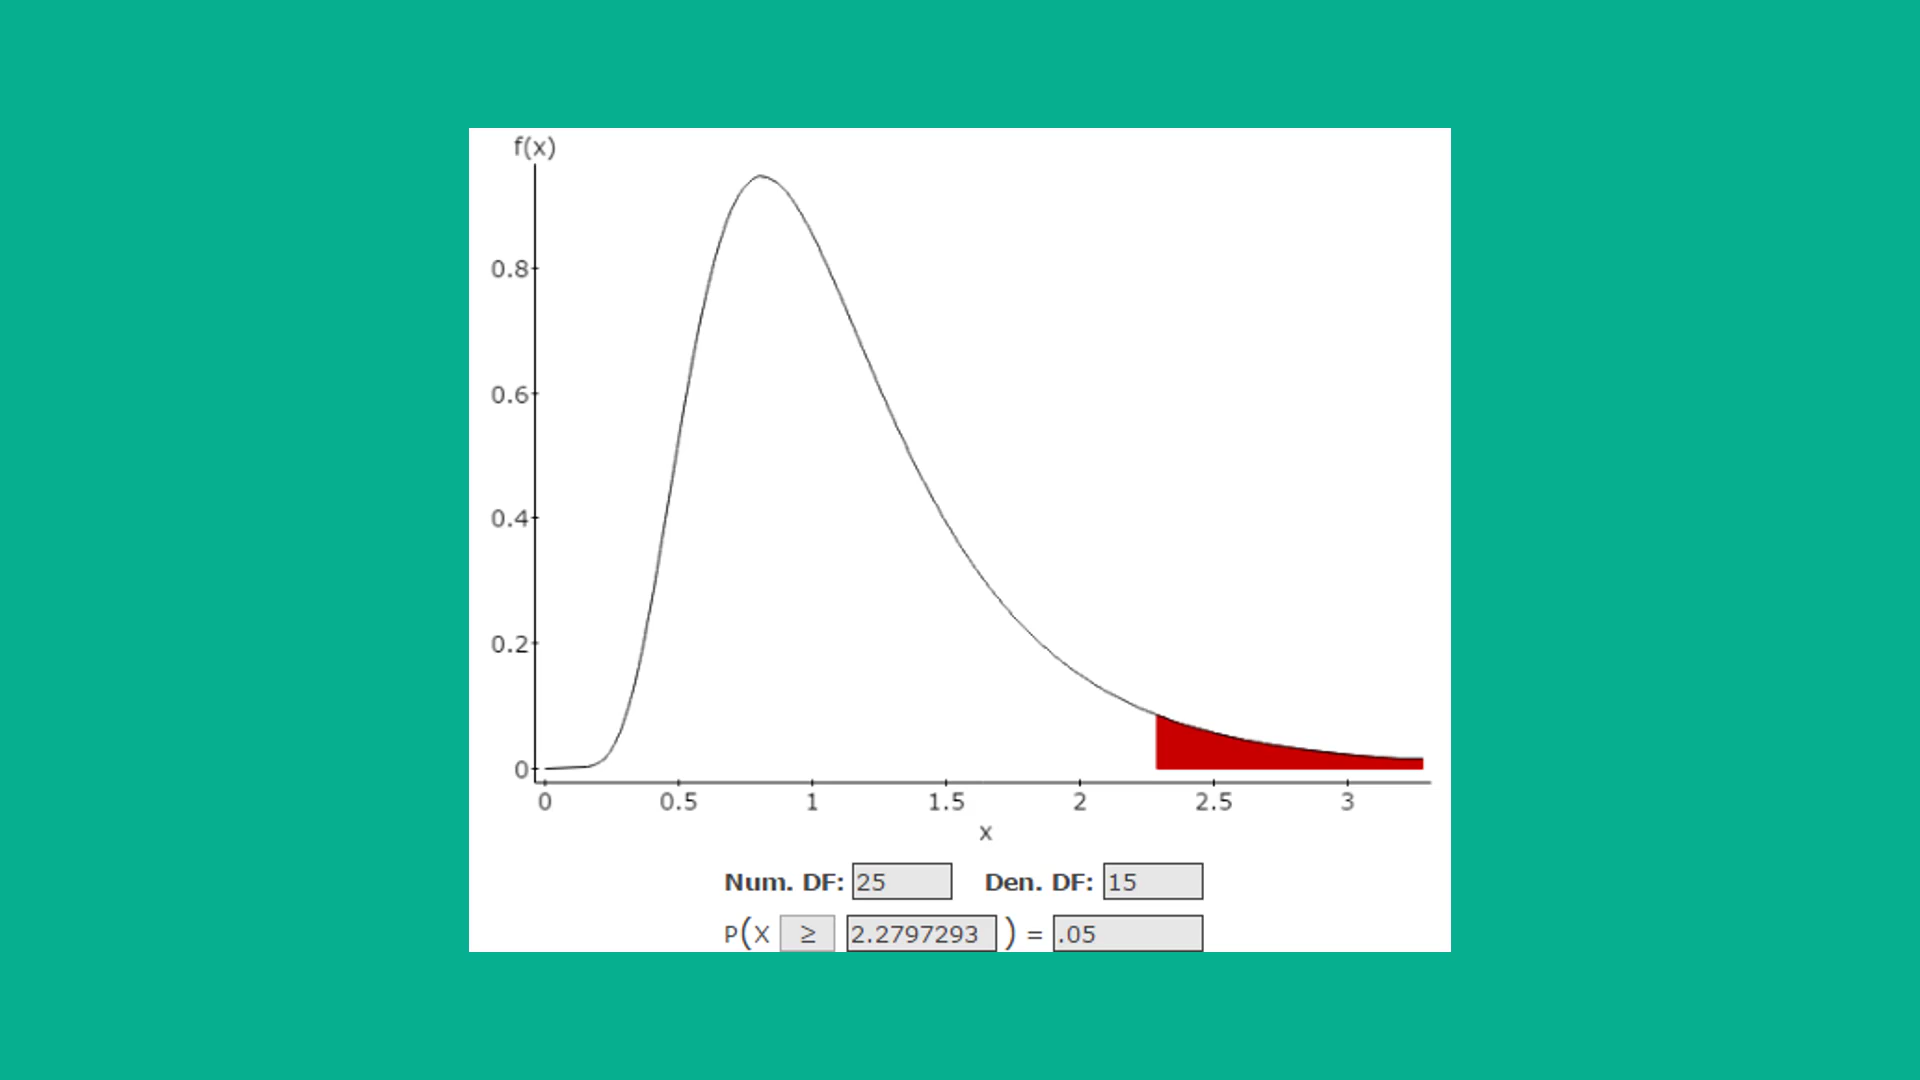 f(x)
0.8
0.6
0.4
0.2
0
0 0.5 1 1.5 2 2.5 3
x
Num. DF: 25 Den. DF: 15
P(X ≥ 2.2797293 ) = .05